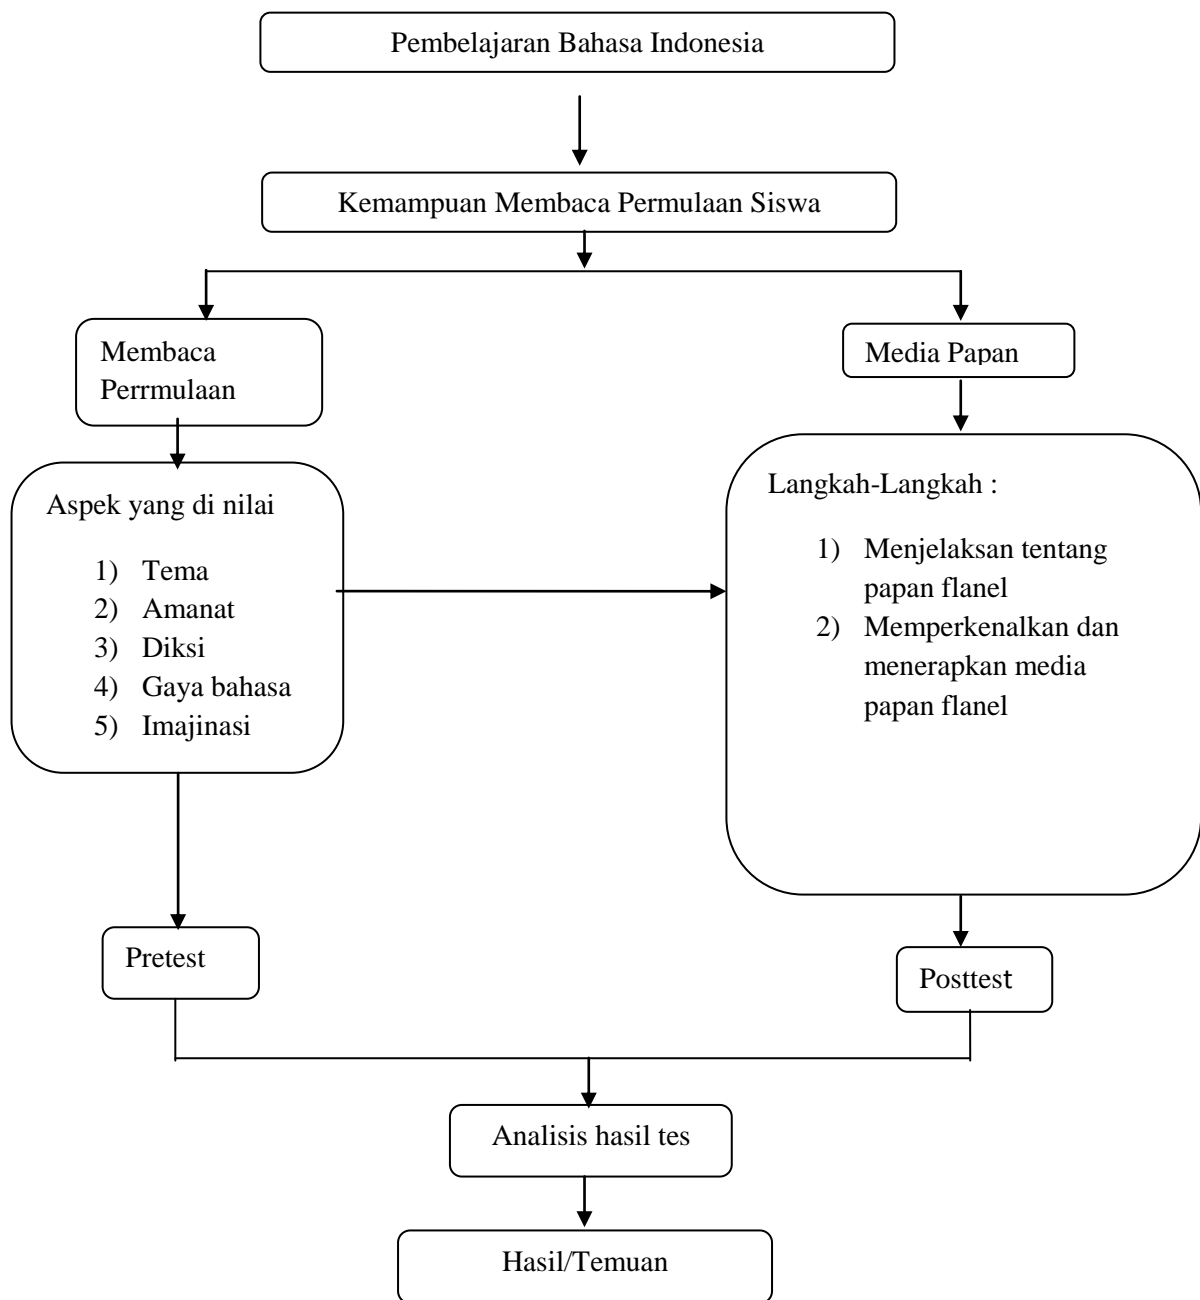 Pembelajaran Bahasa Indonesia
Kemampuan Membaca Permulaan Siswa
Membaca
Perrmulaan
Media Papan
Aspek yang di nilai
1) Tema
2) Amanat
3) Diksi
4) Gaya bahasa
5) Imajinasi
Langkah-Langkah :
1) Menjelaksan tentang
papan flanel
2) Memperkenalkan dan
menerapkan media
papan flanel
Pretest
Posttest
Analisis hasil tes
Hasil/Temuan